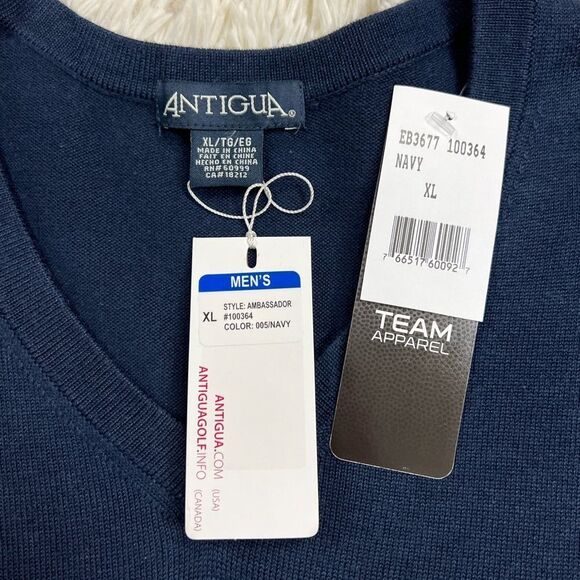 ANTIGUA®
XL/TG/EG
MADE IN CHINA
FAIT EN CHINE
HECHO EN CHINA
RN# 60999
CA# 18212
EB3677 100364
NAVY
XL
7 66517 60092 7
TEAM
APPAREL
MEN'S
XL
STYLE: AMBASSADOR
#100364
COLOR: 005/NAVY
ANTIGUA.COM (USA)
ANTIGUAGOLF.INFO (CANADA)